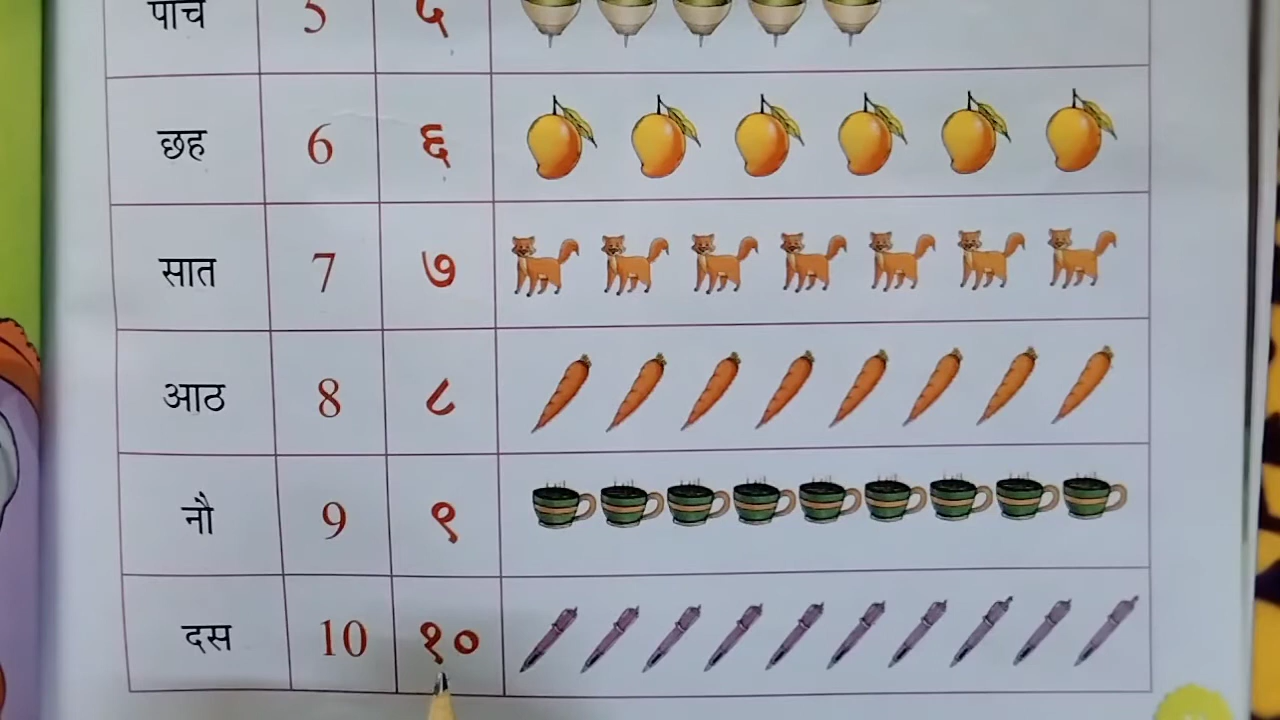 पाँच 5 ५
छह 6 ६
सात 7 ७
आठ 8 ८
नौ 9 ९
दस 10 १०